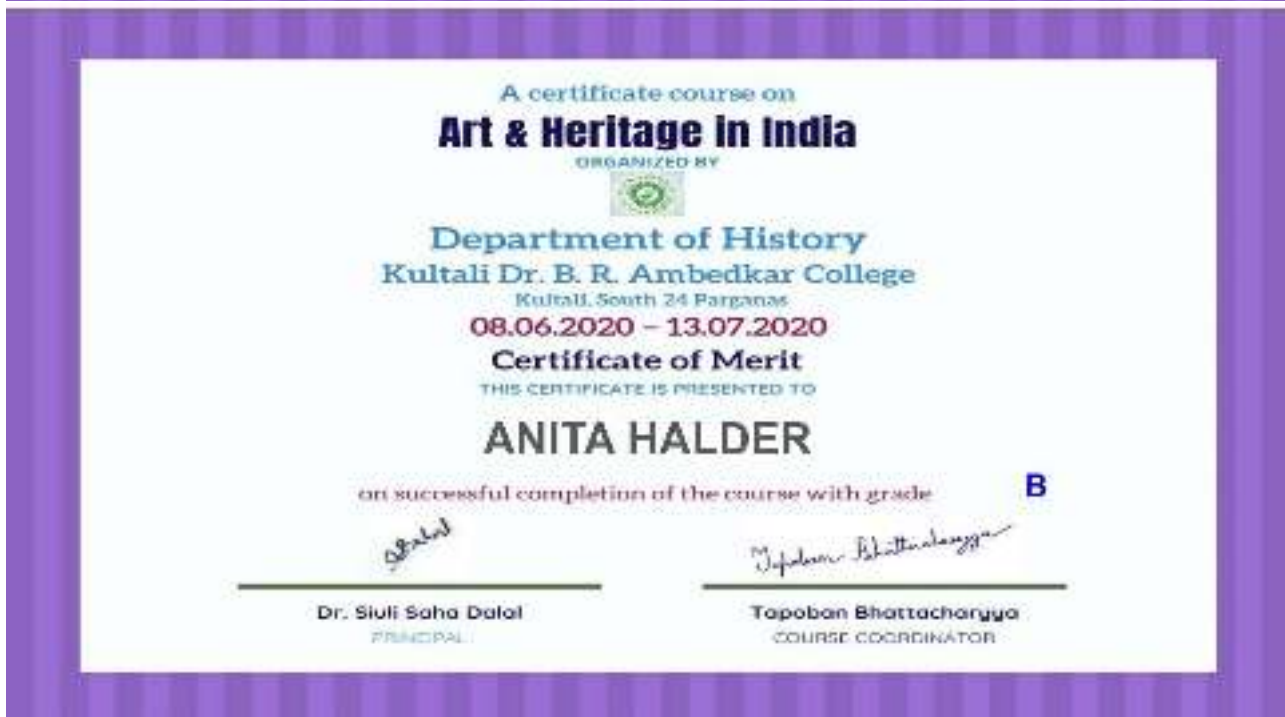 A certificate course on
Art & Heritage in India
ORGANIZED BY
Department of History
Kultali Dr. B. R. Ambedkar College
Kultali, South 24 Parganas
08.06.2020 – 13.07.2020
Certificate of Merit
THIS CERTIFICATE IS PRESENTED TO
ANITA HALDER
on successful completion of the course with grade B
Tapoban Bhattacharyya
Dr. Siuli Saha Dalal Tapoban Bhattacharyya
PRINCIPAL COURSE COORDINATOR